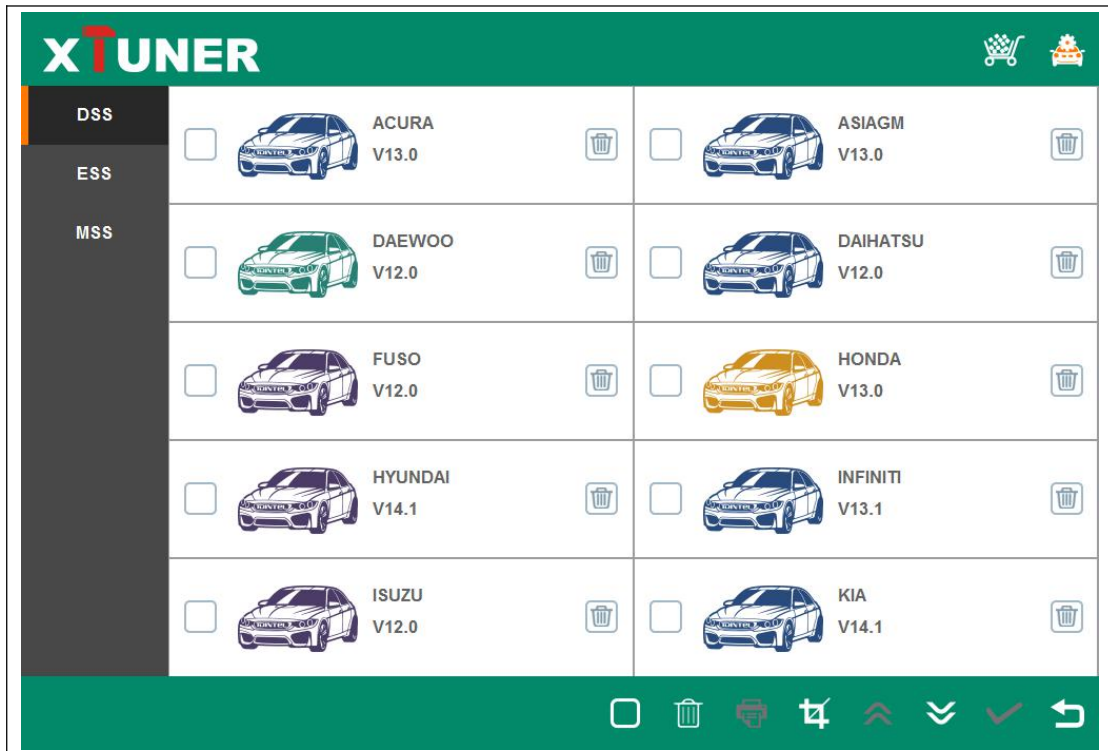 XTUNER
DSS
ESS
MSS
ACURA
V13.0
ASIAGM
V13.0
DAEWOO
V12.0
DAIHATSU
V12.0
FUSO
V12.0
HONDA
V13.0
HYUNDAI
V14.1
INFINITI
V13.1
ISUZU
V12.0
KIA
V14.1